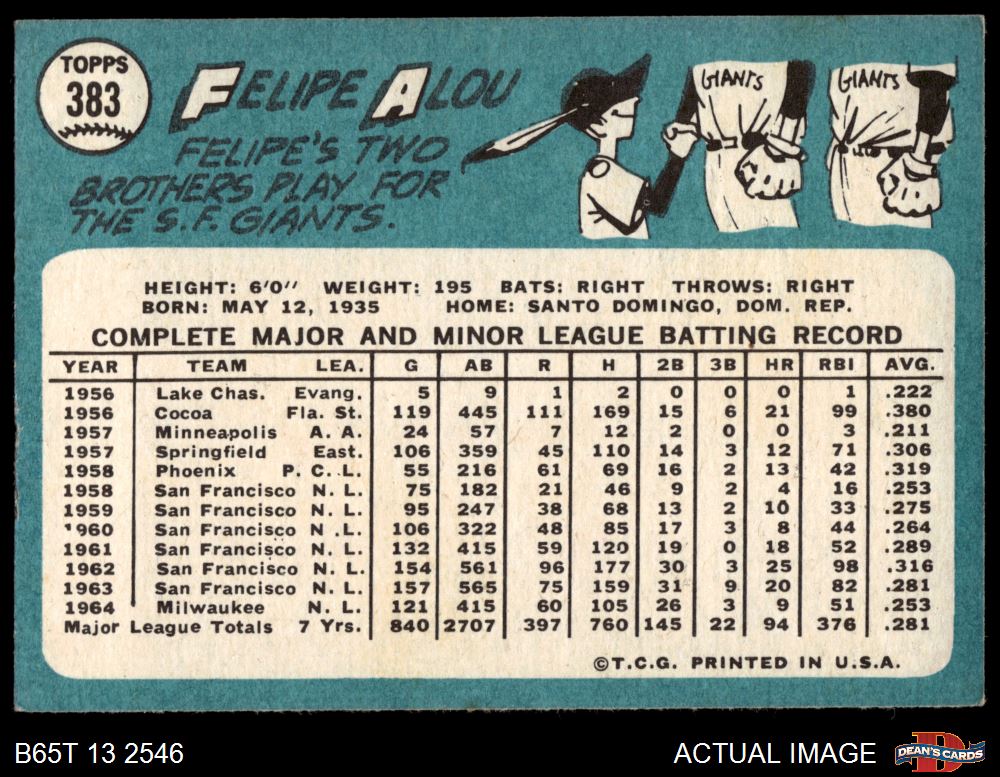 TOPPS
383
FELIPE ALOU
FELIPE'S TWO
BROTHERS PLAY FOR
THE S.F. GIANTS.
GIANTS GIANTS
HEIGHT: 6'0" WEIGHT: 195 BATS: RIGHT THROWS: RIGHT
BORN: MAY 12, 1935 HOME: SANTO DOMINGO, DOM. REP.
COMPLETE MAJOR AND MINOR LEAGUE BATTING RECORD
YEAR TEAM LEA. G AB R H 2B 3B HR RBI AVG.
1956 Lake Chas. Evang. 5 9 1 2 0 0 0 1 .222
1956 Cocoa Fla. St. 119 445 111 169 15 6 21 99 .380
1957 Minneapolis A. A. 24 57 7 12 2 0 0 3 .211
1957 Springfield East. 106 359 45 110 14 3 12 71 .306
1958 Phoenix P. C. L. 55 216 61 69 16 2 13 42 .319
1958 San Francisco N. L. 75 182 21 46 9 2 4 16 .253
1959 San Francisco N. L. 95 247 38 68 13 2 10 33 .275
1960 San Francisco N .L. 106 322 48 85 17 3 8 44 .264
1961 San Francisco N. L. 132 415 59 120 19 0 18 52 .289
1962 San Francisco N. L. 154 561 96 177 30 3 25 98 .316
1963 San Francisco N. L. 157 565 75 159 31 9 20 82 .281
1964 Milwaukee N. L. 121 415 60 105 26 3 9 51 .253
Major League Totals 7 Yrs. 840 2707 397 760 145 22 94 376 .281
©T.C.G. PRINTED IN U.S.A.
B65T 13 2546 ACTUAL IMAGE DEAN'S CARDS